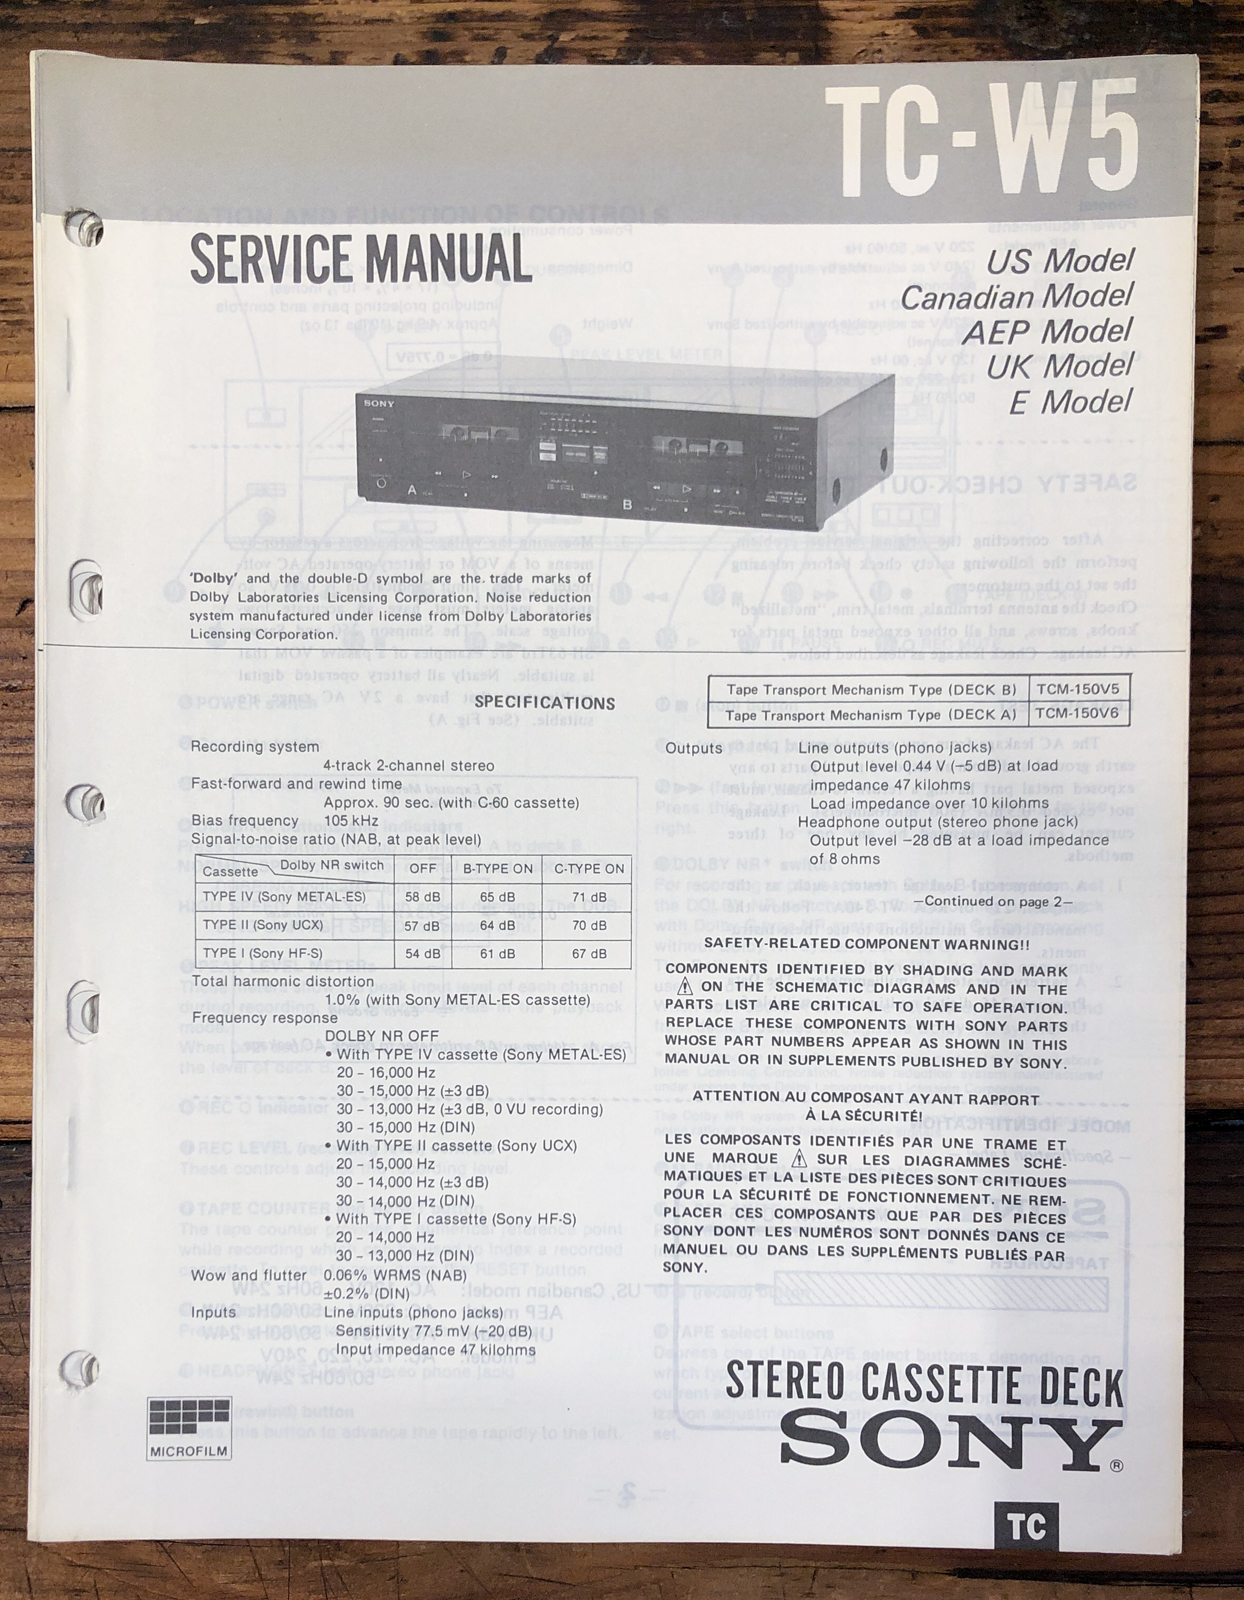 TC-W5
SERVICE MANUAL
US Model
Canadian Model
AEP Model
UK Model
E Model
SONY
A
B
'Dolby' and the double-D symbol are the trade marks of
Dolby Laboratories Licensing Corporation. Noise reduction
system manufactured under license from Dolby Laboratories
Licensing Corporation.
SPECIFICATIONS
Recording system
4-track 2-channel stereo
Fast-forward and rewind time
Approx. 90 sec. (with C-60 cassette)
Bias frequency 105 kHz
Signal-to-noise ratio (NAB, at peak level)
Cassette Dolby NR switch OFF B-TYPE ON C-TYPE ON
TYPE IV (Sony METAL-ES) 58 dB 65 dB 71 dB
TYPE II (Sony UCX) 57 dB 64 dB 70 dB
TYPE I (Sony HF-S) 54 dB 61 dB 67 dB
Total harmonic distortion
1.0% (with Sony METAL-ES cassette)
Frequency response
DOLBY NR OFF
• With TYPE IV cassette (Sony METAL-ES)
20 - 16,000 Hz
30 - 15,000 Hz (±3 dB)
30 - 13,000 Hz (±3 dB, 0 VU recording)
30 - 15,000 Hz (DIN)
• With TYPE II cassette (Sony UCX)
20 - 15,000 Hz
30 - 14,000 Hz (±3 dB)
30 - 14,000 Hz (DIN)
• With TYPE I cassette (Sony HF-S)
20 - 14,000 Hz
30 - 13,000 Hz (DIN)
Wow and flutter 0.06% WRMS (NAB)
±0.2% (DIN)
Inputs Line inputs (phono jacks)
Sensitivity 77.5 mV (−20 dB)
Input impedance 47 kilohms
MICROFILM
Tape Transport Mechanism Type (DECK B) TCM-150V5
Tape Transport Mechanism Type (DECK A) TCM-150V6
Outputs Line outputs (phono jacks)
Output level 0.44 V (−5 dB) at load
impedance 47 kilohms
Load impedance over 10 kilohms
Headphone output (stereo phone jack)
Output level −28 dB at a load impedance
of 8 ohms
—Continued on page 2—
SAFETY-RELATED COMPONENT WARNING!!
COMPONENTS IDENTIFIED BY SHADING AND MARK
⚠ ON THE SCHEMATIC DIAGRAMS AND IN THE
PARTS LIST ARE CRITICAL TO SAFE OPERATION.
REPLACE THESE COMPONENTS WITH SONY PARTS
WHOSE PART NUMBERS APPEAR AS SHOWN IN THIS
MANUAL OR IN SUPPLEMENTS PUBLISHED BY SONY.
ATTENTION AU COMPOSANT AYANT RAPPORT
À LA SÉCURITÉ!
LES COMPOSANTS IDENTIFIÉS PAR UNE TRAME ET
UNE MARQUE ⚠ SUR LES DIAGRAMMES SCHÉ-
MATIQUES ET LA LISTE DES PIÈCES SONT CRITIQUES
POUR LA SÉCURITÉ DE FONCTIONNEMENT. NE REM-
PLACER CES COMPOSANTS QUE PAR DES PIÈCES
SONY DONT LES NUMÉROS SONT DONNÉS DANS CE
MANUEL OU DANS LES SUPPLÉMENTS PUBLIÉS PAR
SONY.
STEREO CASSETTE DECK
SONY®
TC